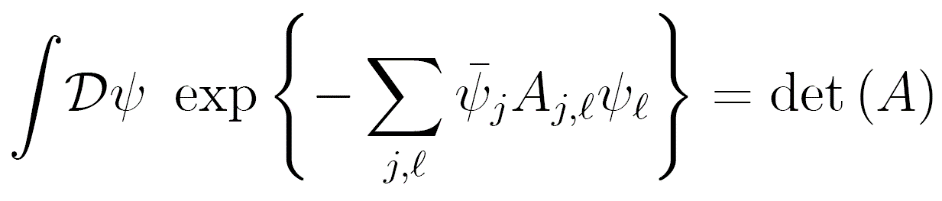 ∫𝒟ψ exp{−∑_{j,ℓ} ψ̄_j A_{j,ℓ} ψ_ℓ} = det (A)